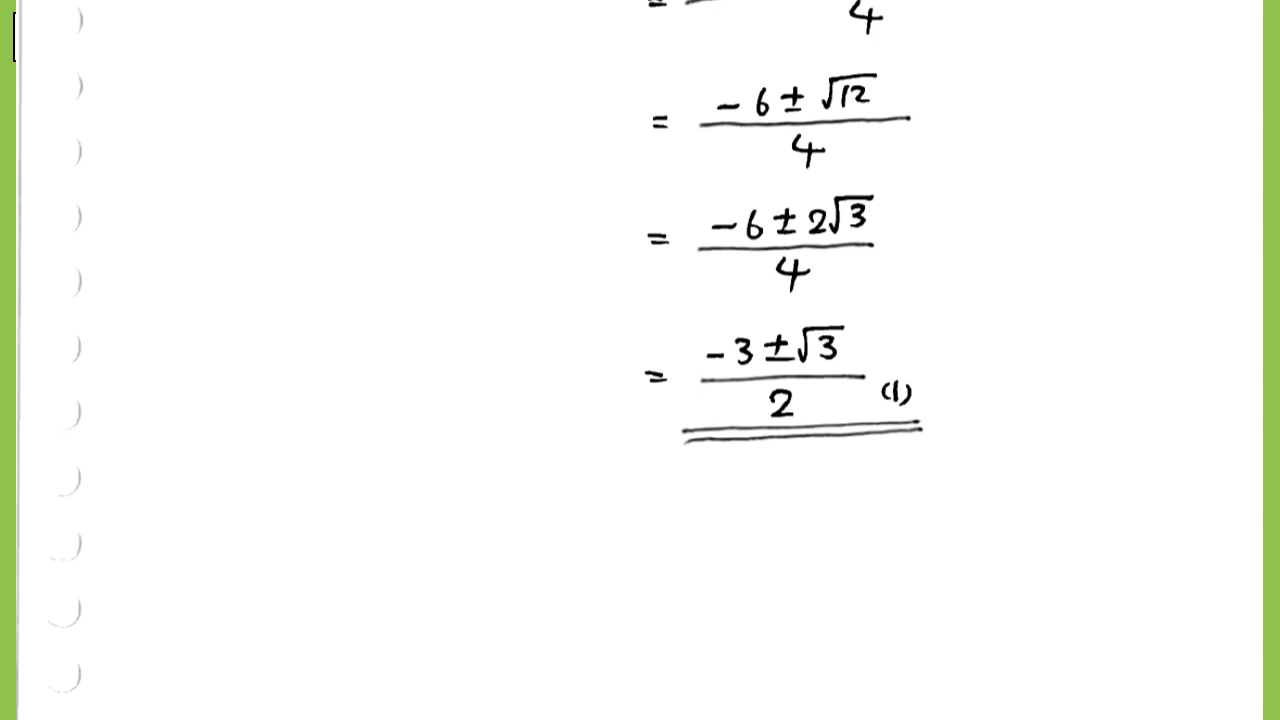 = 4
= -6 ± √12 / 4
= -6 ± 2√3 / 4
= -3 ± √3 / 2 (1)